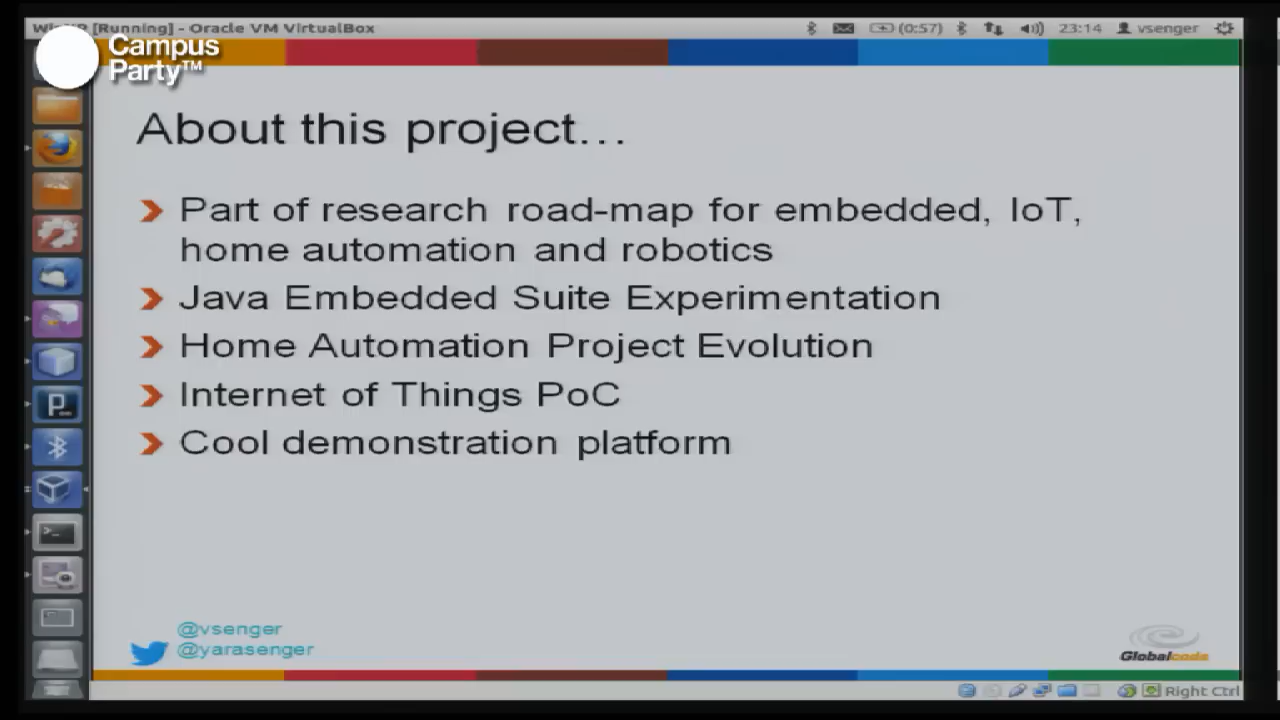 WinXP [Running] - Oracle VM VirtualBox
(0:57)
23:14
vsenger
Campus
Party™
About this project...
Part of research road-map for embedded, IoT,
home automation and robotics
Java Embedded Suite Experimentation
Home Automation Project Evolution
Internet of Things PoC
Cool demonstration platform
@vsenger
@yarasenger
Globalcode
Right Ctrl